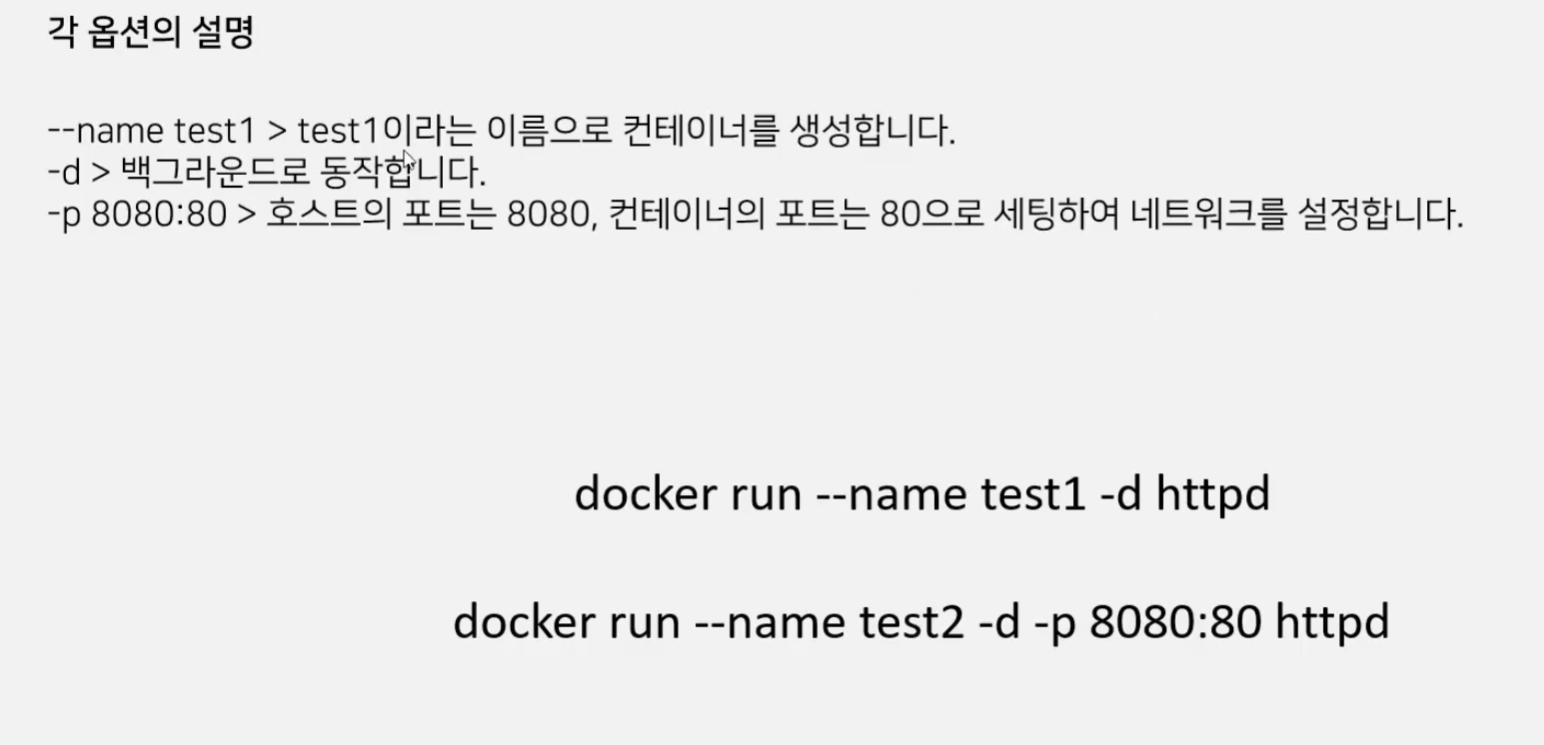 각 옵션의 설명
--name test1 > test1이라는 이름으로 컨테이너를 생성합니다.
-d > 백그라운드로 동작합니다.
-p 8080:80 > 호스트의 포트는 8080, 컨테이너의 포트는 80으로 세팅하여 네트워크를 설정합니다.
docker run --name test1 -d httpd
docker run --name test2 -d -p 8080:80 httpd